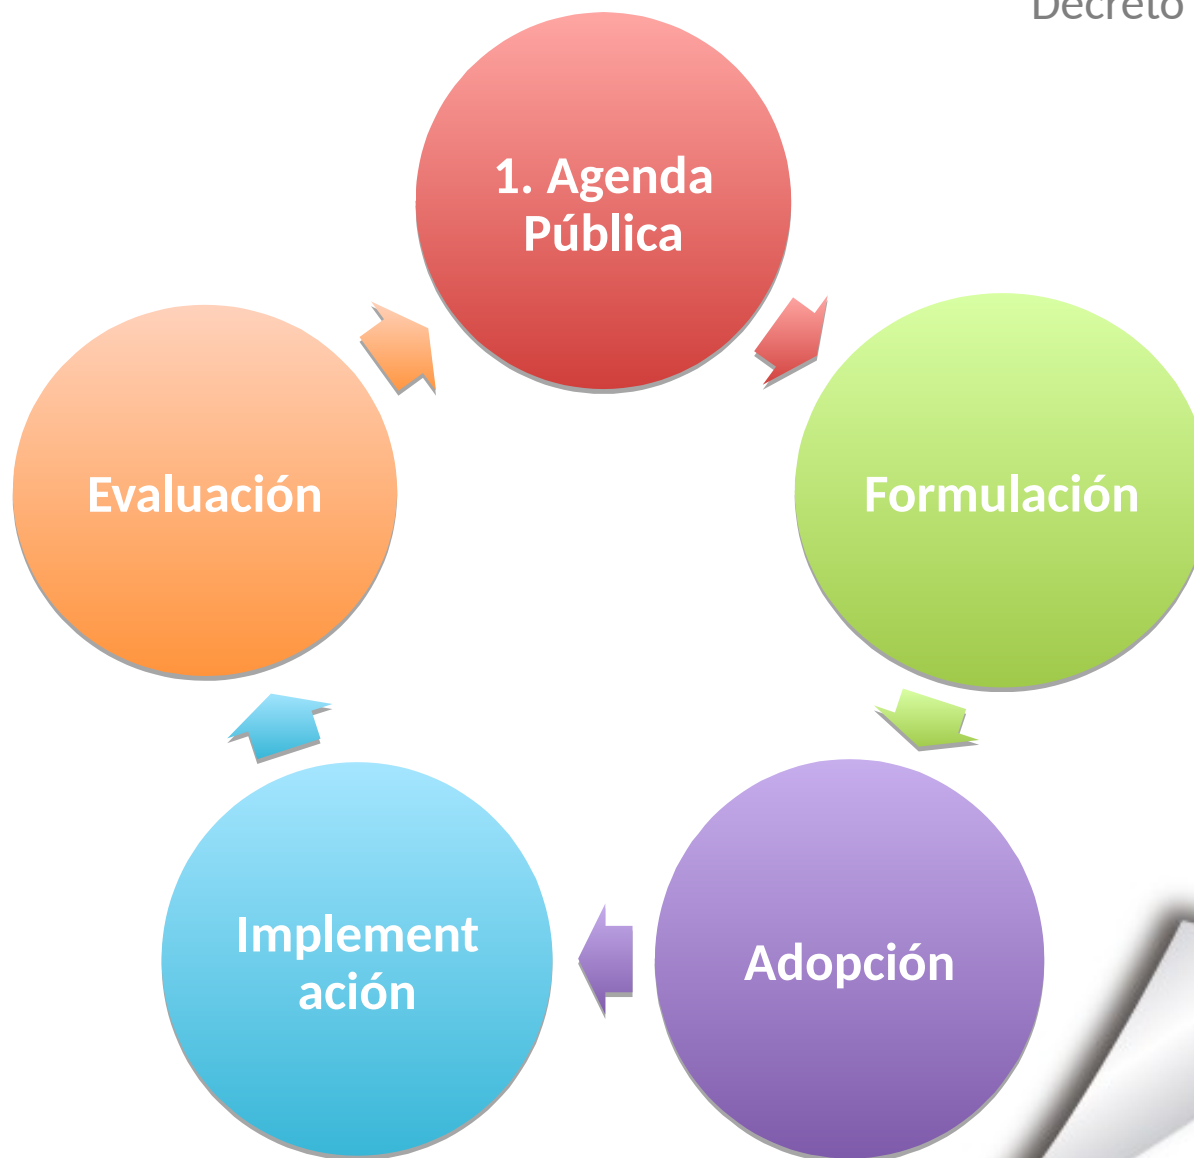 Decreto
1. Agenda
Pública
Evaluación
Formulación
Implement
ación
Adopción